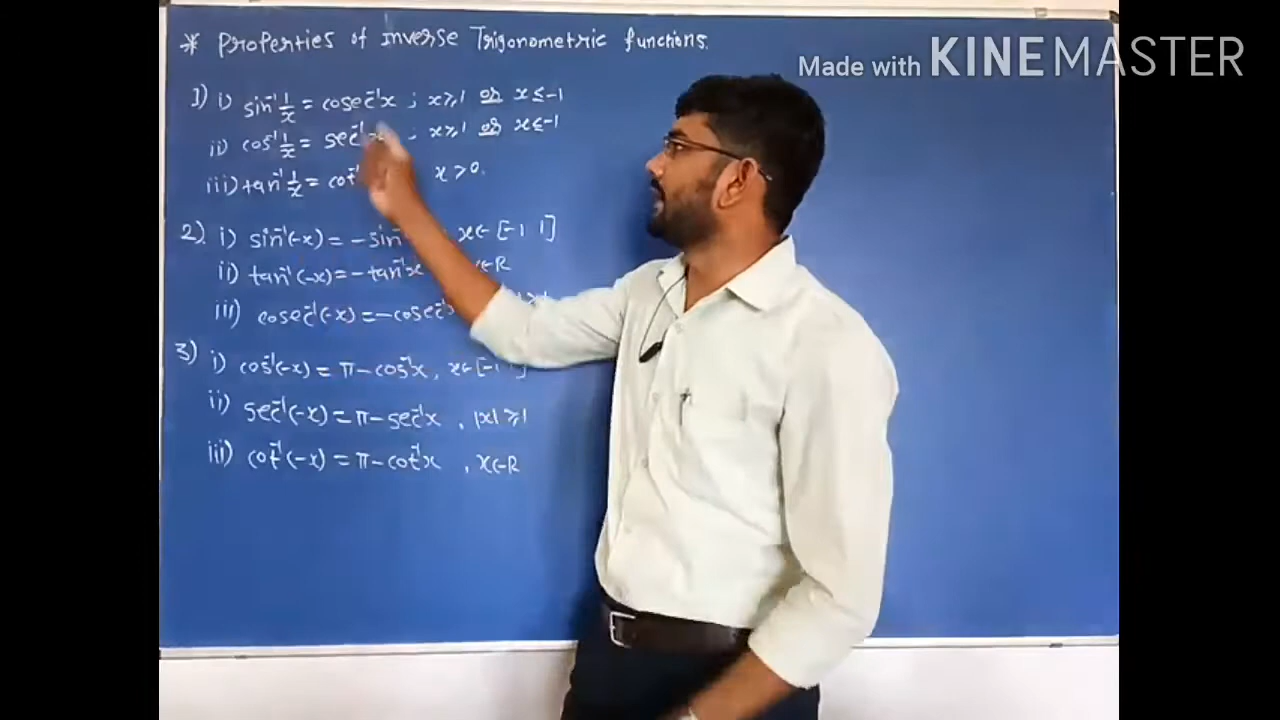 Made with KINEMASTER
* Properties of Inverse Trigonometric functions.
1) i) sin⁻¹ 1/x = cosec⁻¹x ; x ≥ 1 or x ≤ -1
ii) cos⁻¹ 1/x = sec⁻¹x , x ≥ 1 or x ≤ -1
iii) tan⁻¹ 1/x = cot⁻¹ x > 0.
2). i) sin⁻¹(-x) = -sin⁻¹ , x ∈ [-1 1]
ii) tan⁻¹(-x) = -tan⁻¹x ∈ R
iii) cosec⁻¹(-x) = -cosec⁻¹ ≥ 1
3) i) cos⁻¹(-x) = π - cos⁻¹x , x ∈ [-1 1]
ii) sec⁻¹(-x) = π - sec⁻¹x , |x| ≥ 1
iii) cot⁻¹(-x) = π - cot⁻¹x , x ∈ R